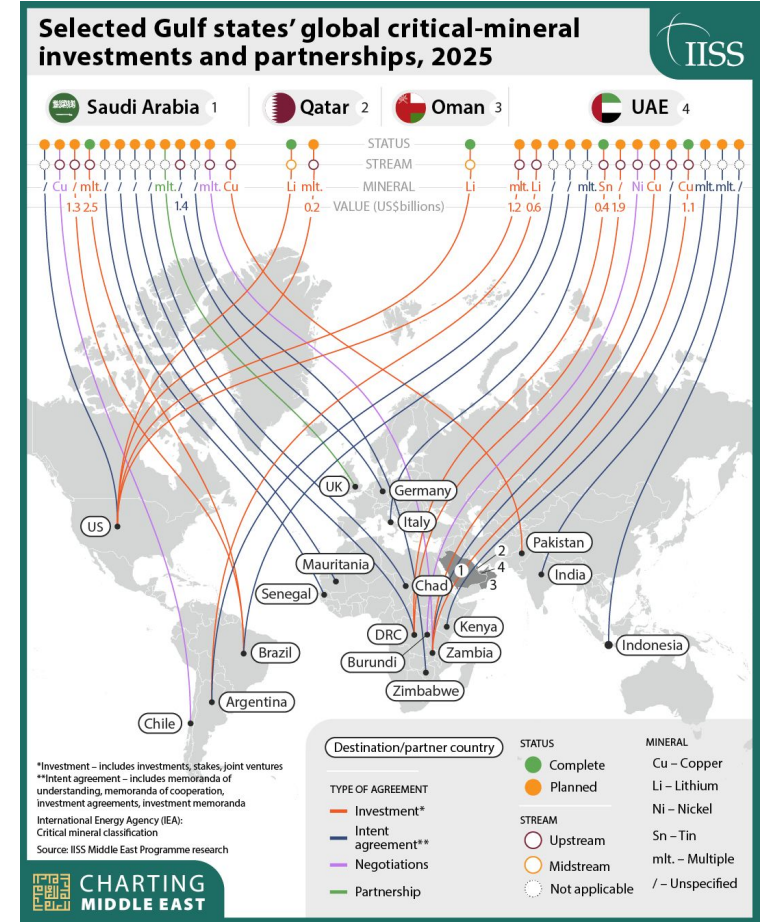 Selected Gulf states' global critical-mineral
investments and partnerships, 2025
IISS
Saudi Arabia 1
Qatar 2
Oman 3
UAE 4
STATUS
STREAM
MINERAL
VALUE (US$billions)
/ Cu / mlt. / / / / mlt. / / mlt. Cu Li mlt. Li mlt. Li / / mlt. Sn / Ni Cu / Cu mlt. mlt. /
1.3 2.5 1.4 0.2 1.2 0.6 0.4 1.9 1.1
UK
Germany
Italy
US
Pakistan
Mauritania
Chad
1
2
4
3
India
Senegal
DRC
Kenya
Brazil
Burundi
Zambia
Indonesia
Zimbabwe
Argentina
Chile
*Investment – includes investments, stakes, joint ventures
**Intent agreement – includes memoranda of
understanding, memoranda of cooperation,
investment agreements, investment memoranda
International Energy Agency (IEA):
Critical mineral classification
Source: IISS Middle East Programme research
CHARTING
MIDDLE EAST
Destination/partner country
TYPE OF AGREEMENT
Investment*
Intent
agreement**
Negotiations
Partnership
STATUS
Complete
Planned
STREAM
Upstream
Midstream
Not applicable
MINERAL
Cu – Copper
Li – Lithium
Ni – Nickel
Sn – Tin
mlt. – Multiple
/ – Unspecified